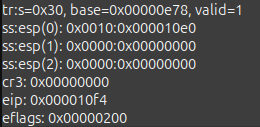 tr:s=0x30, base=0x00000e78, valid=1
ss:esp(0): 0x0010:0x000010e0
ss:esp(1): 0x0000:0x00000000
ss:esp(2): 0x0000:0x00000000
cr3: 0x00000000
eip: 0x000010f4
eflags: 0x00000200